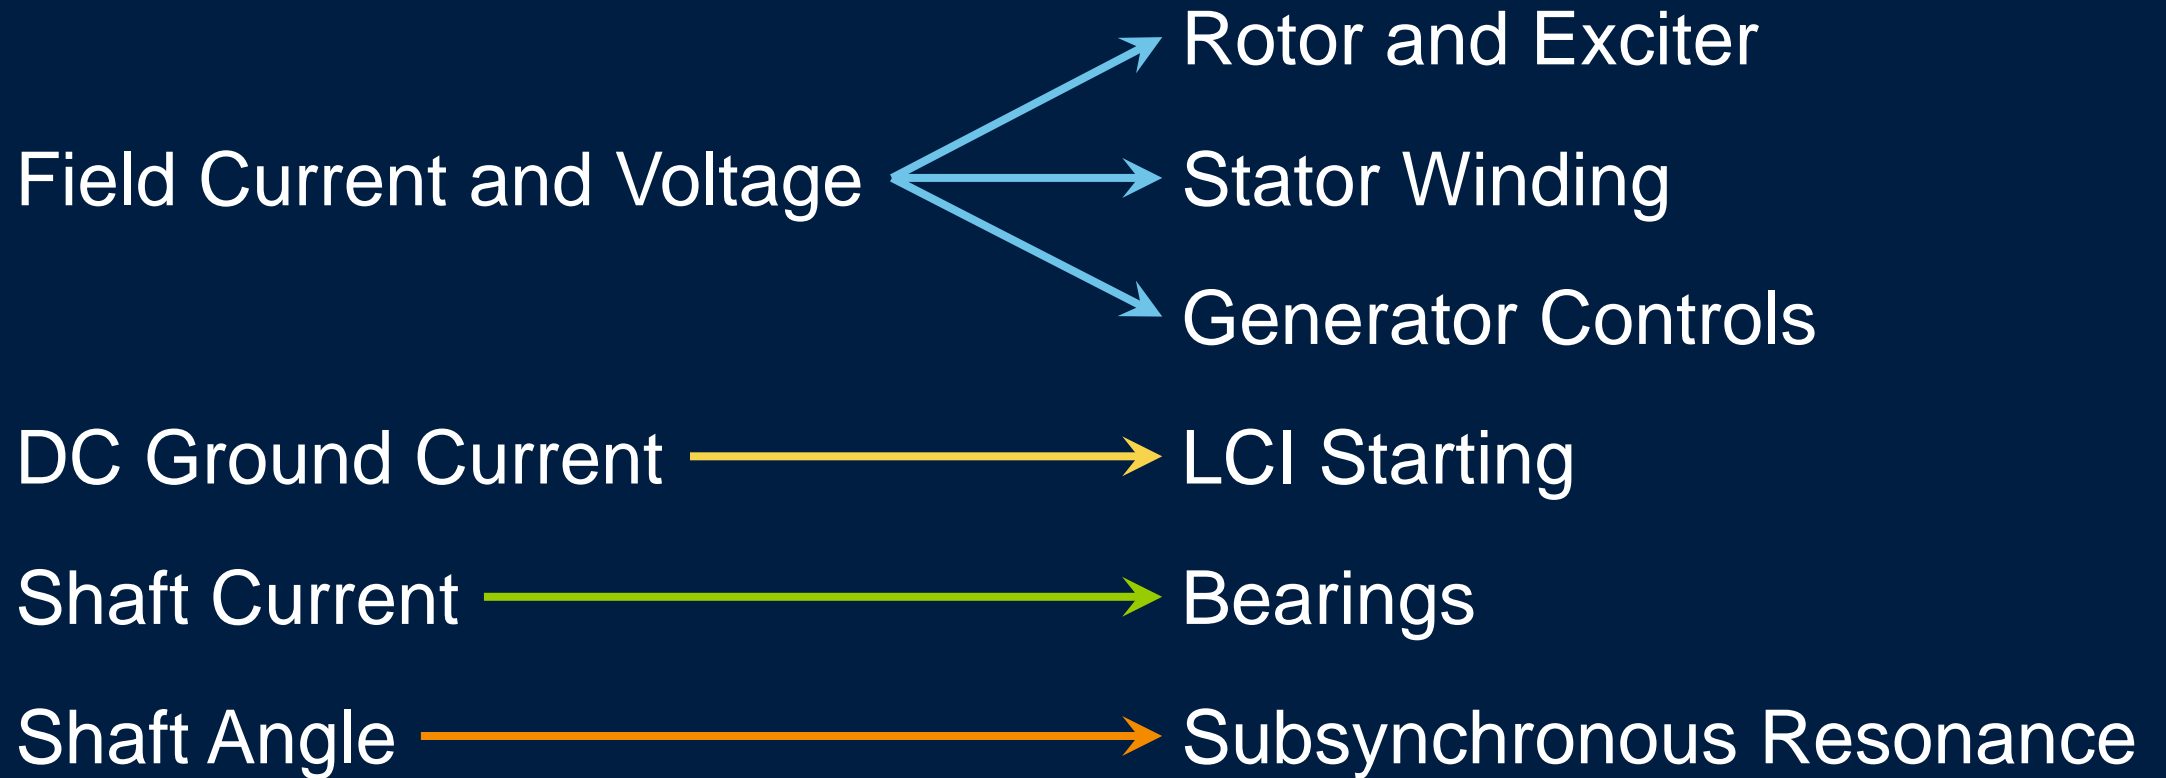 Rotor and Exciter
Field Current and Voltage
Stator Winding
Generator Controls
DC Ground Current
LCI Starting
Shaft Current
Bearings
Shaft Angle
Subsynchronous Resonance